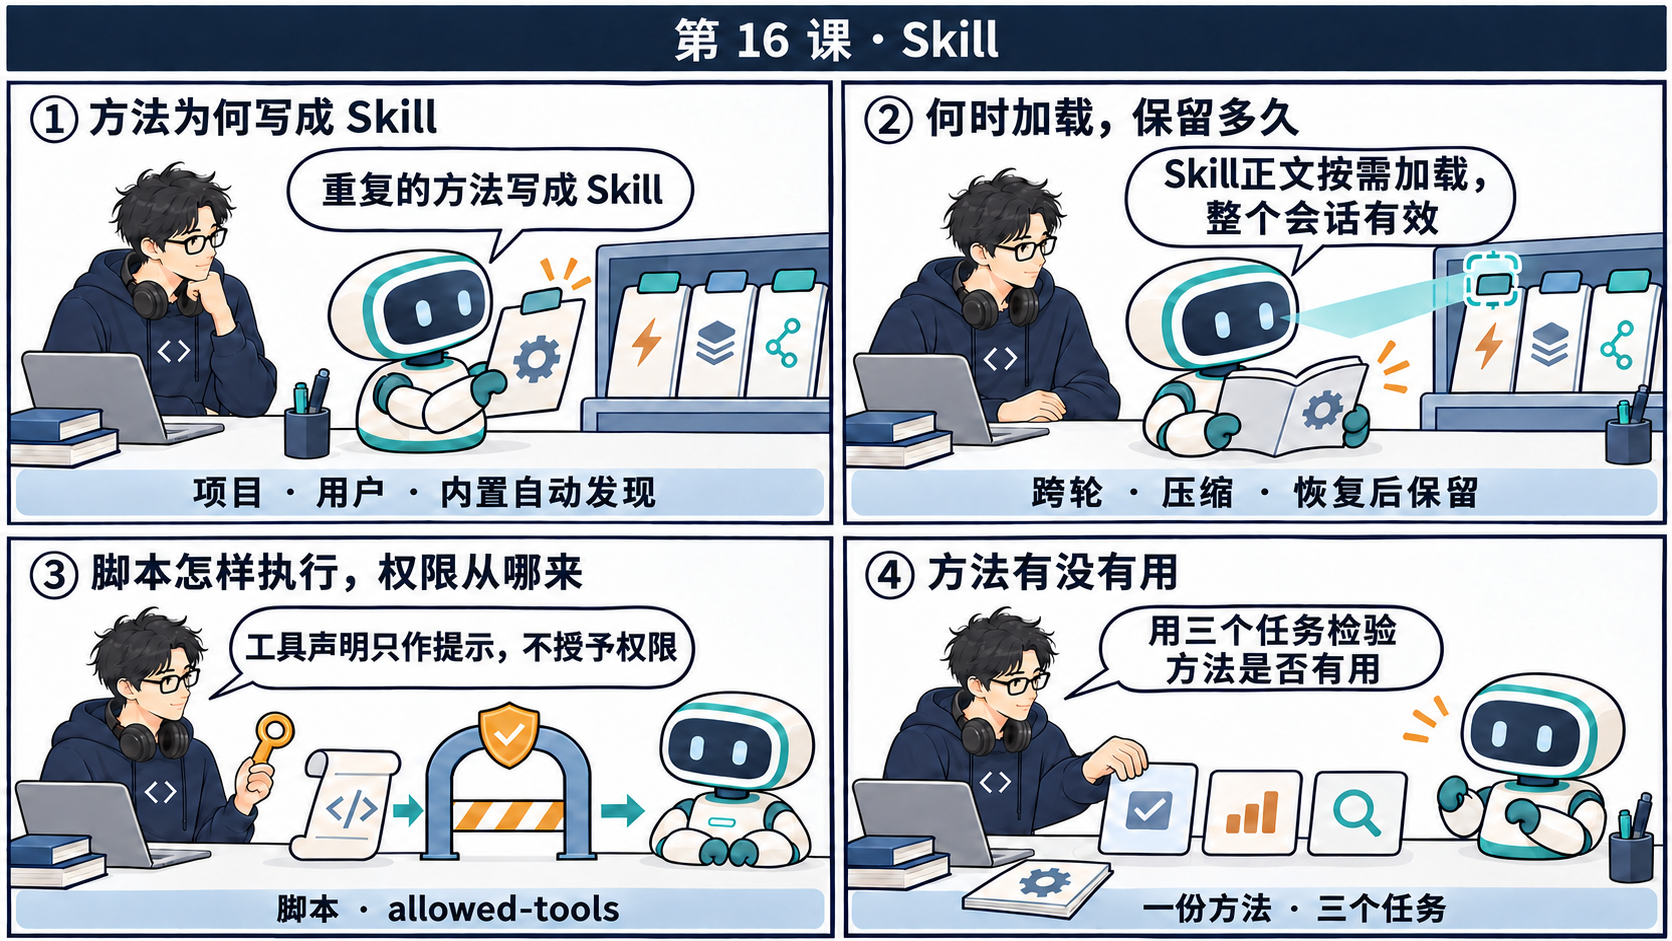 第 16 课 · Skill
① 方法为何写成 Skill
重复的方法写成 Skill
<>
项目 · 用户 · 内置自动发现
② 何时加载，保留多久
Skill正文按需加载，
整个会话有效
<>
跨轮 · 压缩 · 恢复后保留
③ 脚本怎样执行，权限从哪来
工具声明只作提示，不授予权限
<>
</>
脚本 · allowed-tools
④ 方法有没有用
用三个任务检验
方法是否有用
<>
一份方法 · 三个任务